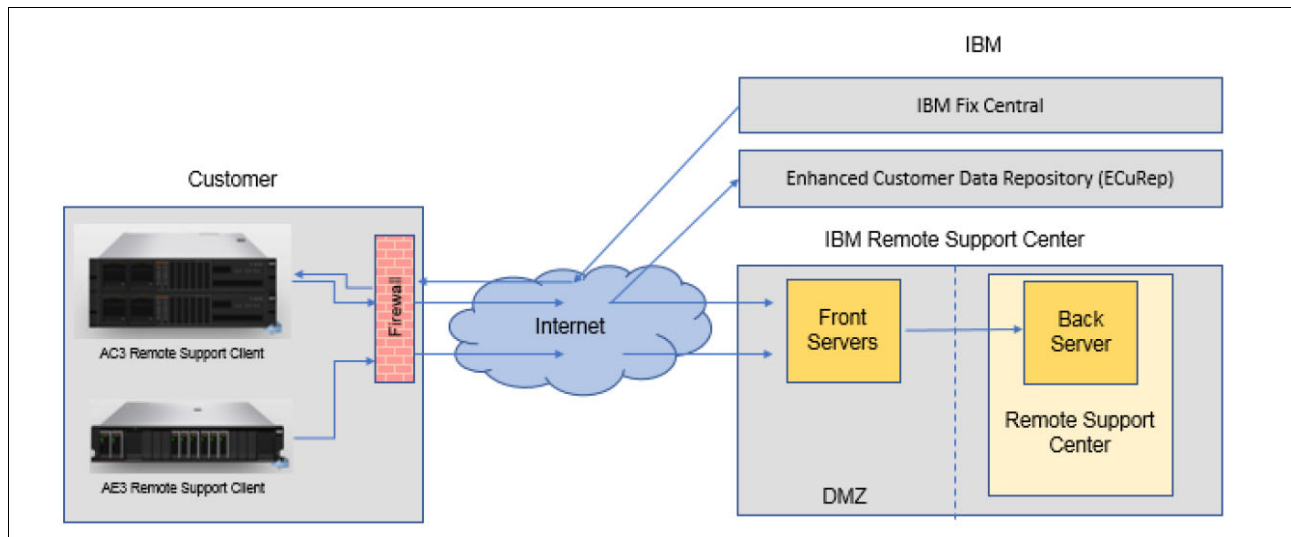 IBM
IBM Fix Central
Enhanced Customer Data Repository (ECuRep)
Customer
IBM Remote Support Center
AC3 Remote Support Client
AE3 Remote Support Client
Firewall
Internet
Front
Servers
Back
Server
Remote Support
Center
DMZ